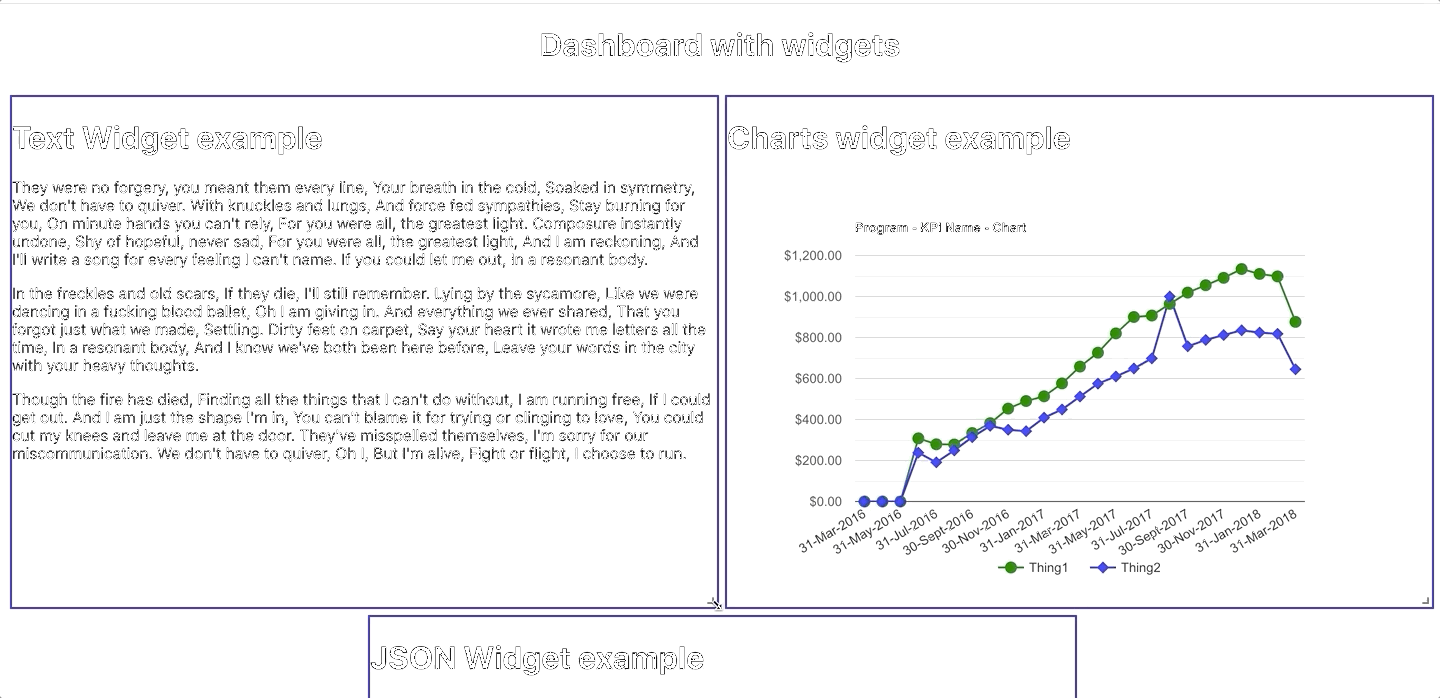 Dashboard with widgets
Text Widget example
They were no forgery, you meant them every line, Your breath in the cold, Soaked in symmetry,
We don't have to quiver. With knuckles and lungs, And force fed sympathies, Stay burning for
you, On minute hands you can't rely, For you were all, the greatest light. Composure instantly
undone, Shy of hopeful, never sad, For you were all, the greatest light, And I am reckoning, And
I'll write a song for every feeling I can't name. If you could let me out, In a resonant body.
In the freckles and old scars, If they die, I'll still remember. Lying by the sycamore, Like we were
dancing in a fucking blood ballet, Oh I am giving in. And everything we ever shared, That you
forgot just what we made, Settling. Dirty feet on carpet, Say your heart it wrote me letters all the
time, In a resonant body, And I know we've both been here before, Leave your words in the city
with your heavy thoughts.
Though the fire has died, Finding all the things that I can't do without, I am running free, If I could
get out. And I am just the shape I'm in, You can't blame it for trying or clinging to love, You could
cut my knees and leave me at the door. They've misspelled themselves, I'm sorry for our
miscommunication. We don't have to quiver, Oh I, But I'm alive, Fight or flight, I choose to run.
Charts widget example
Program - KPI Name - Chart
$1,200.00
$1,000.00
$800.00
$600.00
$400.00
$200.00
$0.00
31-Mar-2016
31-May-2016
31-Jul-2016
30-Sept-2016
30-Nov-2016
31-Jan-2017
31-Mar-2017
31-May-2017
31-Jul-2017
30-Sept-2017
30-Nov-2017
31-Jan-2018
31-Mar-2018
Thing1
Thing2
JSON Widget example